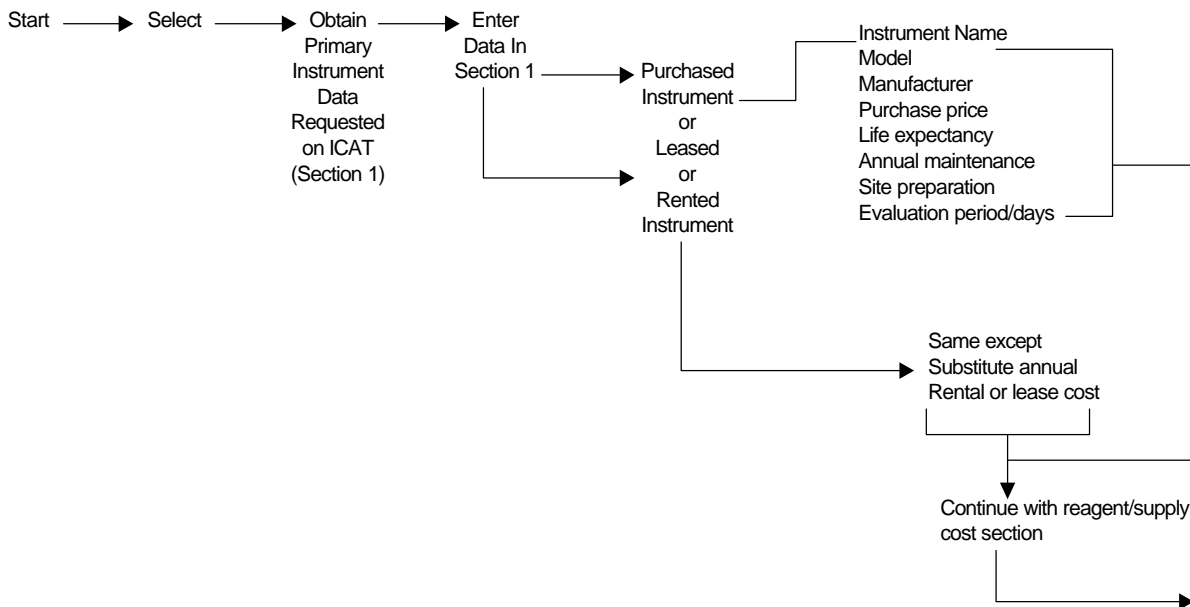 Start
Select
Obtain
Primary
Instrument
Data
Requested
on ICAT
(Section 1)
Enter
Data In
Section 1
Purchased
Instrument
or
Leased
or
Rented
Instrument
Instrument Name
Model
Manufacturer
Purchase price
Life expectancy
Annual maintenance
Site preparation
Evaluation period/days
Same except
Substitute annual
Rental or lease cost
Continue with reagent/supply
cost section